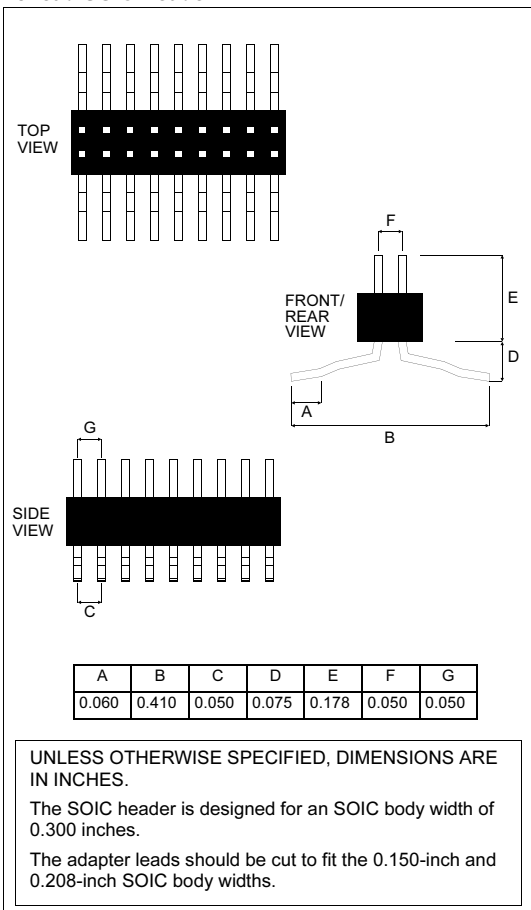 TOP
VIEW
F
E
FRONT/
REAR
VIEW
D
A
B
G
SIDE
VIEW
C
A B C D E F G
0.060 0.410 0.050 0.075 0.178 0.050 0.050
UNLESS OTHERWISE SPECIFIED, DIMENSIONS ARE
IN INCHES.
The SOIC header is designed for an SOIC body width of
0.300 inches.
The adapter leads should be cut to fit the 0.150-inch and
0.208-inch SOIC body widths.